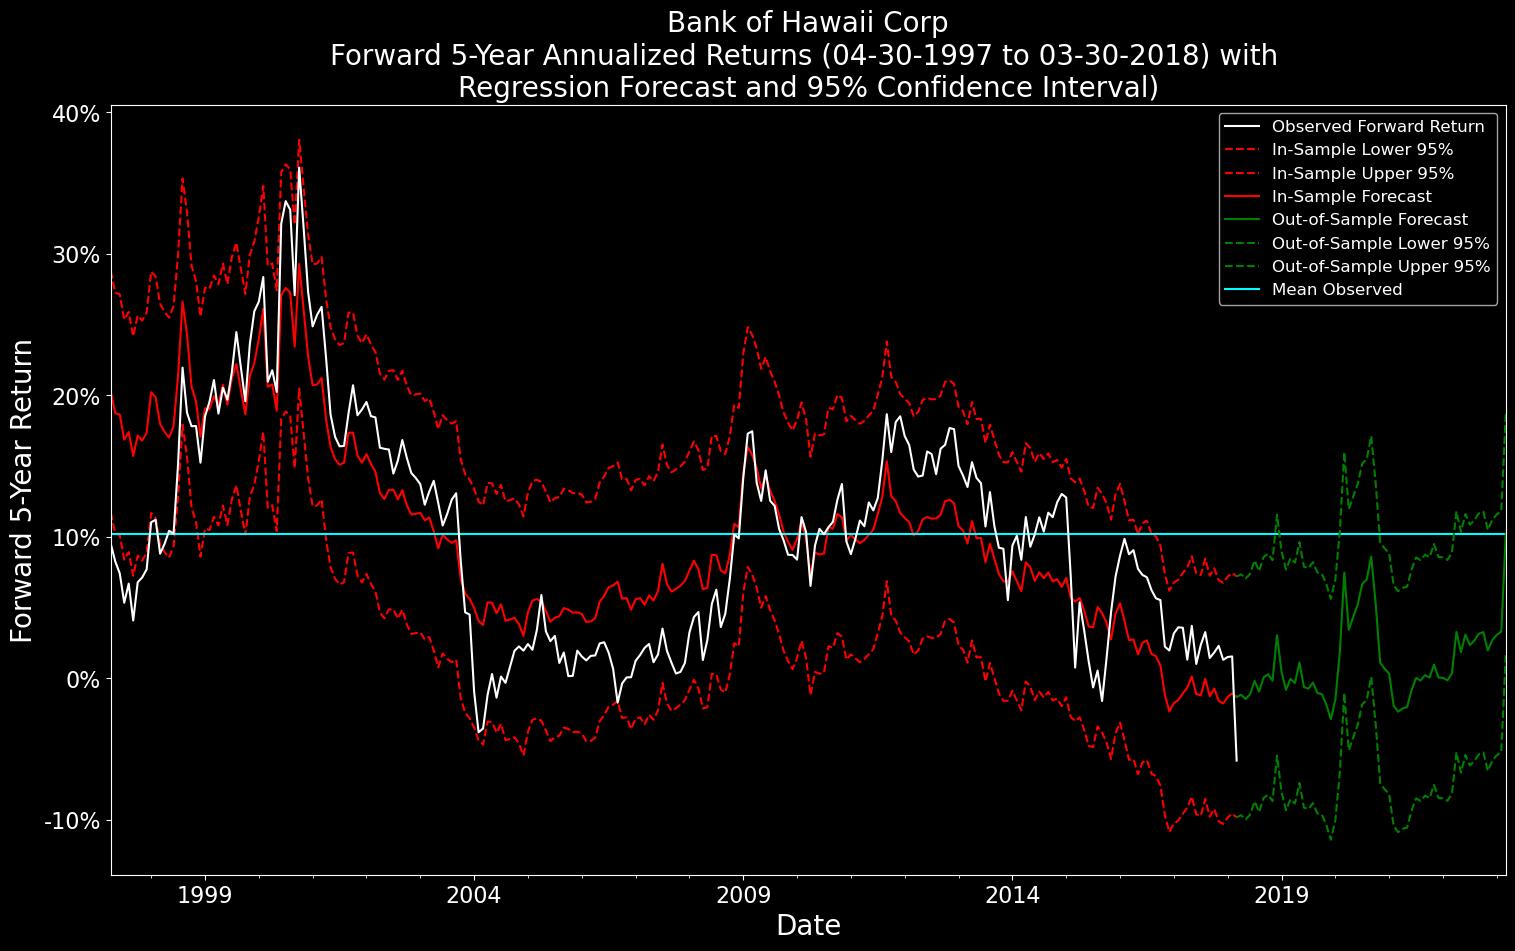 Bank of Hawaii Corp
Forward 5-Year Annualized Returns (04-30-1997 to 03-30-2018) with
Regression Forecast and 95% Confidence Interval)
Forward 5-Year Return
40%
30%
20%
10%
0%
-10%
Observed Forward Return
In-Sample Lower 95%
In-Sample Upper 95%
In-Sample Forecast
Out-of-Sample Forecast
Out-of-Sample Lower 95%
Out-of-Sample Upper 95%
Mean Observed
1999
2004
2009
2014
2019
Date